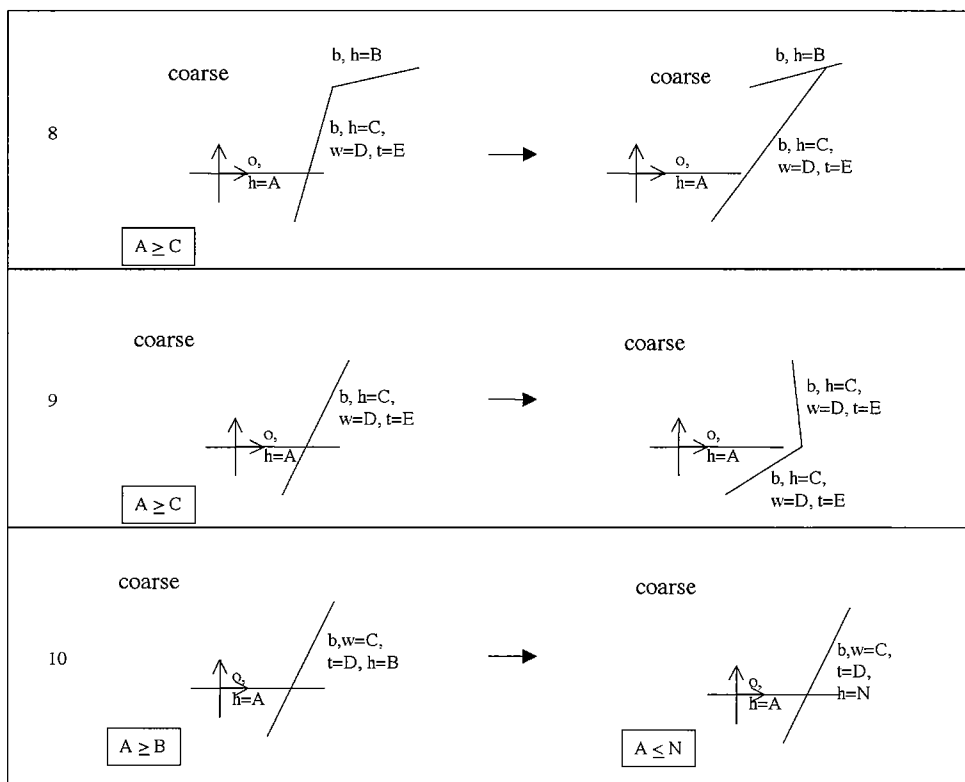 coarse
b, h=B
8
b, h=C,
w=D, t=E
o,
h=A
A ≥ C
coarse
b, h=B
b, h=C,
w=D, t=E
o,
h=A
coarse
9
b, h=C,
w=D, t=E
o,
h=A
A ≥ C
coarse
b, h=C,
w=D, t=E
o,
h=A
b, h=C,
w=D, t=E
coarse
10
b,w=C,
t=D, h=B
o,
h=A
A ≥ B
coarse
b,w=C,
t=D,
h=N
o,
h=A
A ≤ N